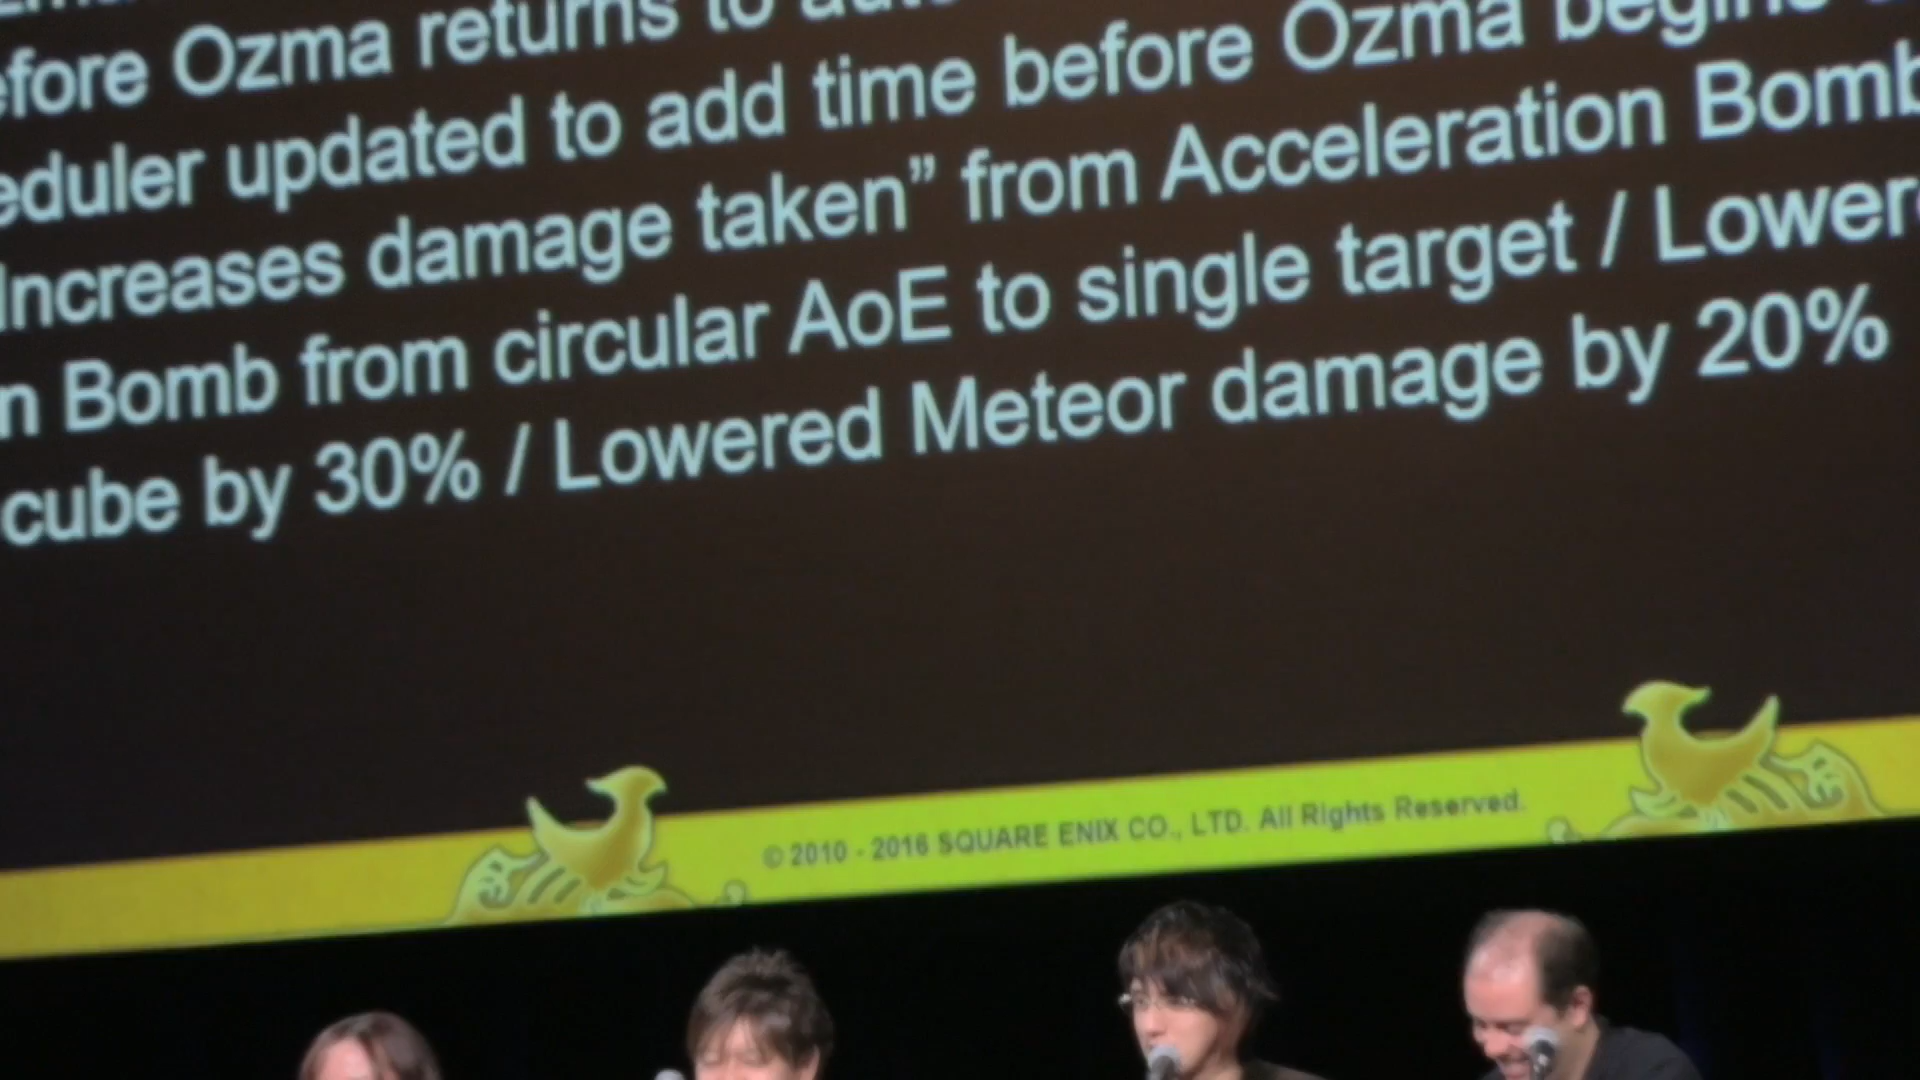 efore Ozma returns to auto
eduler updated to add time before Ozma begins
Increases damage taken” from Acceleration Bomb
n Bomb from circular AoE to single target / Lowere
cube by 30% / Lowered Meteor damage by 20%
© 2010 - 2016 SQUARE ENIX CO., LTD. All Rights Reserved.